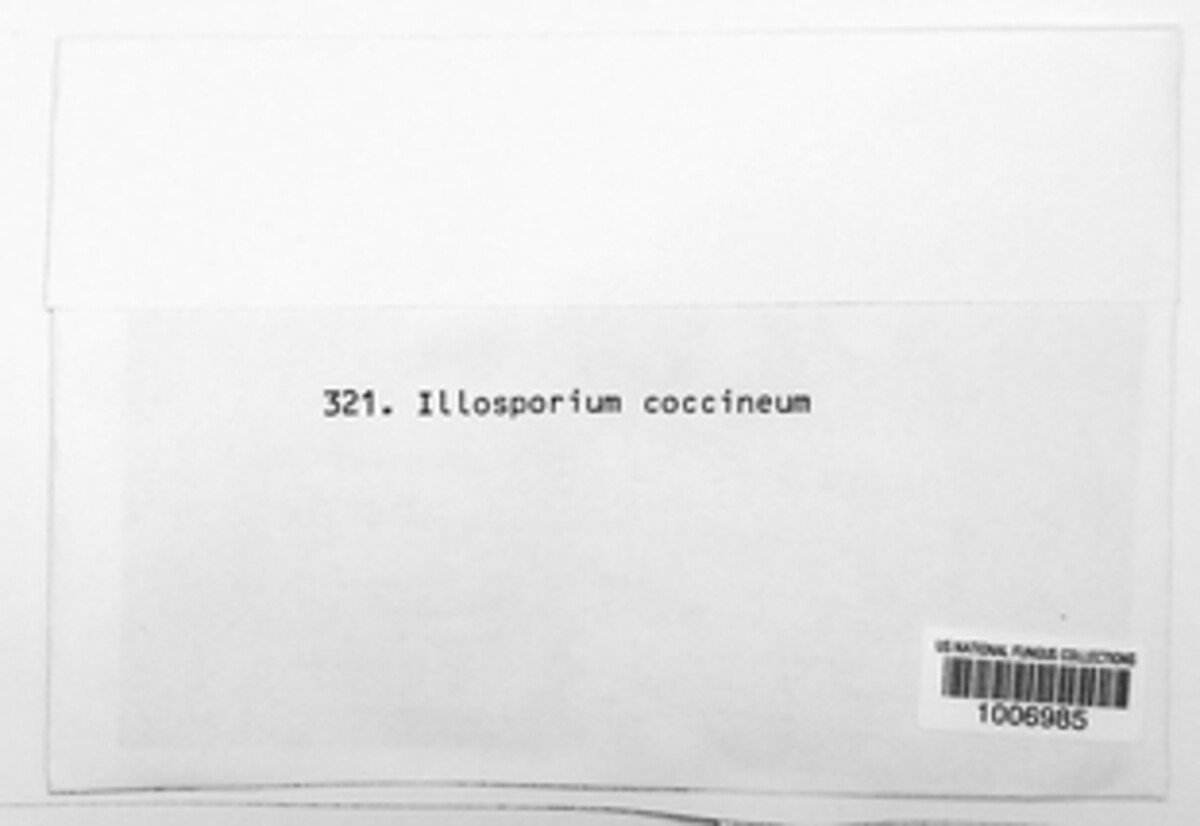 321. Illosporium coccineum
US NATIONAL FUNGUS COLLECTIONS
1006985